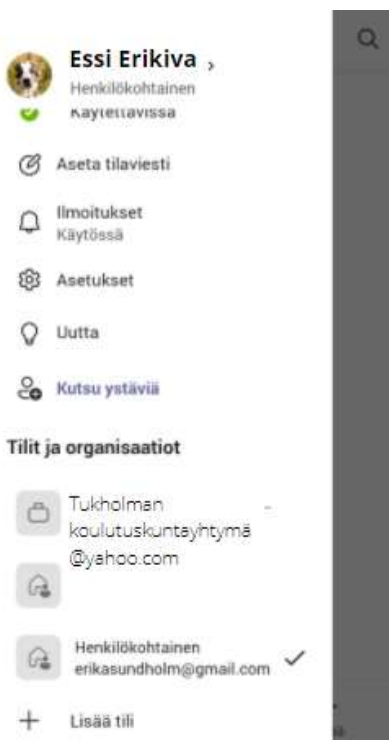 Essi Erikiva
Henkilökohtainen
Käytettävissä
Aseta tilaviesti
Ilmoitukset
Käytössä
Asetukset
Uutta
Kutsu ystäviä
Tilit ja organisaatiot
Tukholman
koulutuskuntayhtymä
@yahoo.com
Henkilökohtainen
erikasundholm@gmail.com
Lisää tili